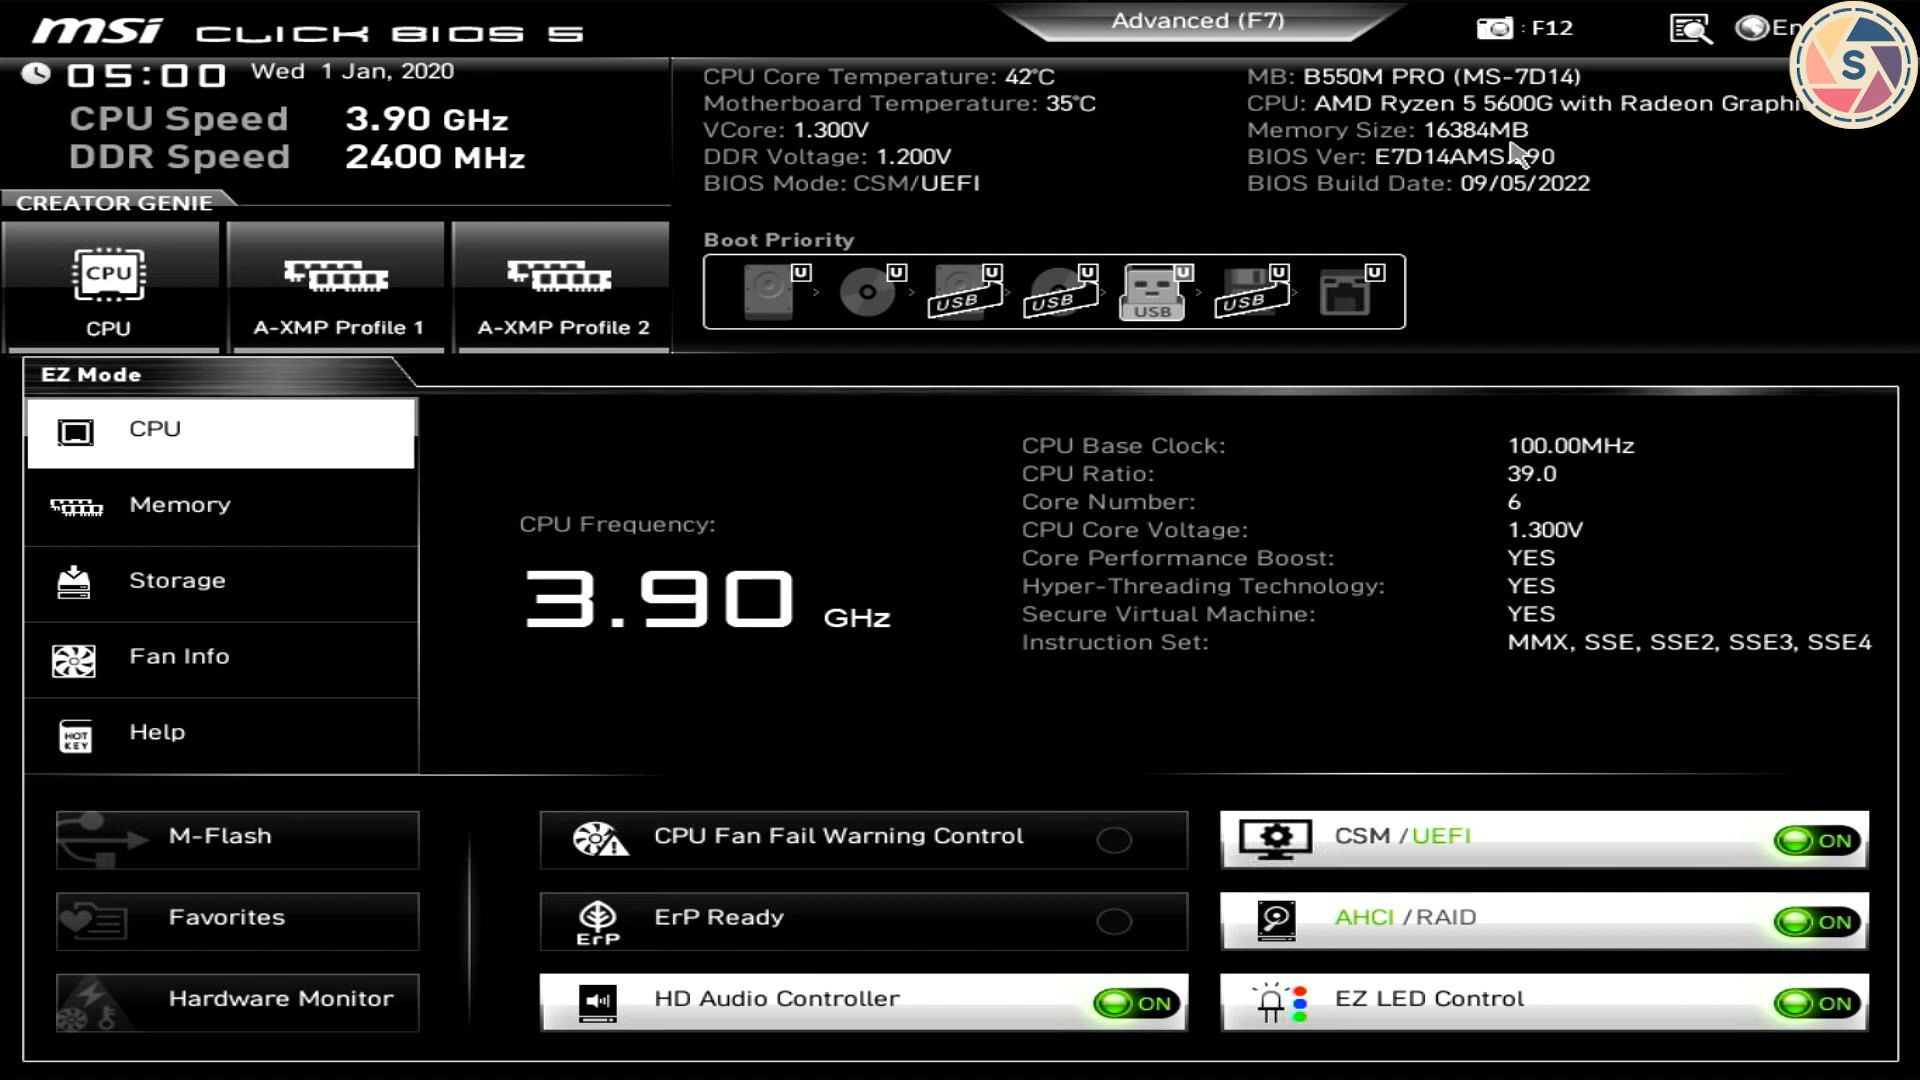 msi CLICK BIOS 5
Advanced (F7)
: F12
En
S
05:00 Wed 1 Jan, 2020
CPU Speed 3.90 GHz
DDR Speed 2400 MHz
CPU Core Temperature: 42°C
Motherboard Temperature: 35°C
VCore: 1.300V
DDR Voltage: 1.200V
BIOS Mode: CSM/UEFI
MB: B550M PRO (MS-7D14)
CPU: AMD Ryzen 5 5600G with Radeon Graphi
Memory Size: 16384MB
BIOS Ver: E7D14AMS. 90
BIOS Build Date: 09/05/2022
CREATOR GENIE
CPU
CPU
A-XMP Profile 1
A-XMP Profile 2
Boot Priority
U U U U U U U
USB USB USB USB
EZ Mode
CPU
Memory
Storage
Fan Info
HOT KEY
Help
CPU Frequency:
3.90 GHz
CPU Base Clock: 100.00MHz
CPU Ratio: 39.0
Core Number: 6
CPU Core Voltage: 1.300V
Core Performance Boost: YES
Hyper-Threading Technology: YES
Secure Virtual Machine: YES
Instruction Set: MMX, SSE, SSE2, SSE3, SSE4
M-Flash
Favorites
Hardware Monitor
CPU Fan Fail Warning Control
ErP
ErP Ready
HD Audio Controller ON
CSM /UEFI ON
AHCI /RAID ON
EZ LED Control ON